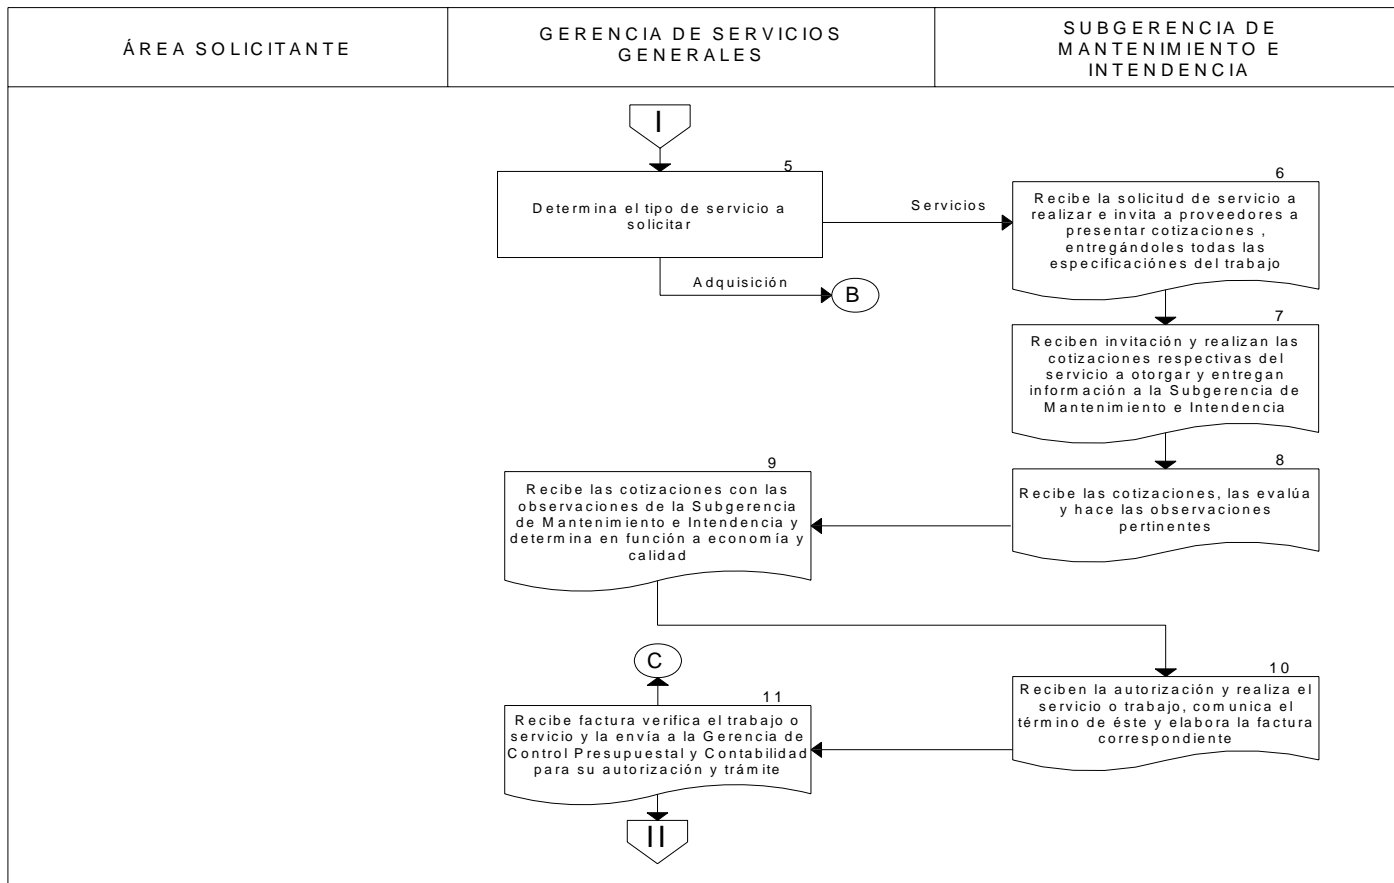 ÁREA SOLICITANTE
GERENCIA DE SERVICIOS
GENERALES
SUBGERENCIA DE
MANTENIMIENTO E
INTENDENCIA
I
5
Determina el tipo de servicio a
solicitar
Servicios
Adquisición
B
6
Recibe la solicitud de servicio a
realizar e invita a proveedores a
presentar cotizaciones ,
entregándoles todas las
especificaciónes del trabajo
7
Reciben invitación y realizan las
cotizaciones respectivas del
servicio a otorgar y entregan
información a la Subgerencia de
Mantenimiento e Intendencia
8
Recibe las cotizaciones, las evalúa
y hace las observaciones
pertinentes
9
Recibe las cotizaciones con las
observaciones de la Subgerencia
de Mantenimiento e Intendencia y
determina en función a economía y
calidad
10
Reciben la autorización y realiza el
servicio o trabajo, comunica el
término de éste y elabora la factura
correspondiente
C
11
Recibe factura verifica el trabajo o
servicio y la envía a la Gerencia de
Control Presupuestal y Contabilidad
para su autorización y trámite
II